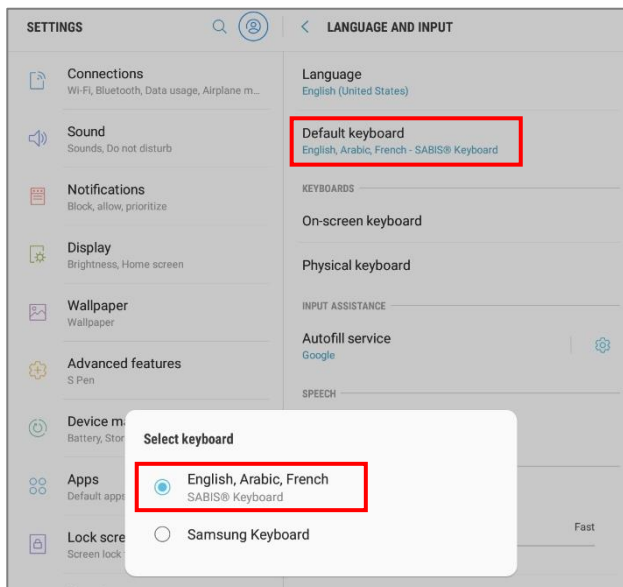 SETTINGS
Connections
Wi-Fi, Bluetooth, Data usage, Airplane m...
Sound
Sounds, Do not disturb
Notifications
Block, allow, prioritize
Display
Brightness, Home screen
Wallpaper
Wallpaper
Advanced features
S Pen
Device
Battery,
Apps
Default apps
Lock
Screen lock
LANGUAGE AND INPUT
Language
English (United States)
Default keyboard
English, Arabic, French - SABIS® Keyboard
KEYBOARDS
On-screen keyboard
Physical keyboard
INPUT ASSISTANCE
Autofill service
Google
SPEECH
Fast
Select keyboard
English, Arabic, French
SABIS® Keyboard
Samsung Keyboard